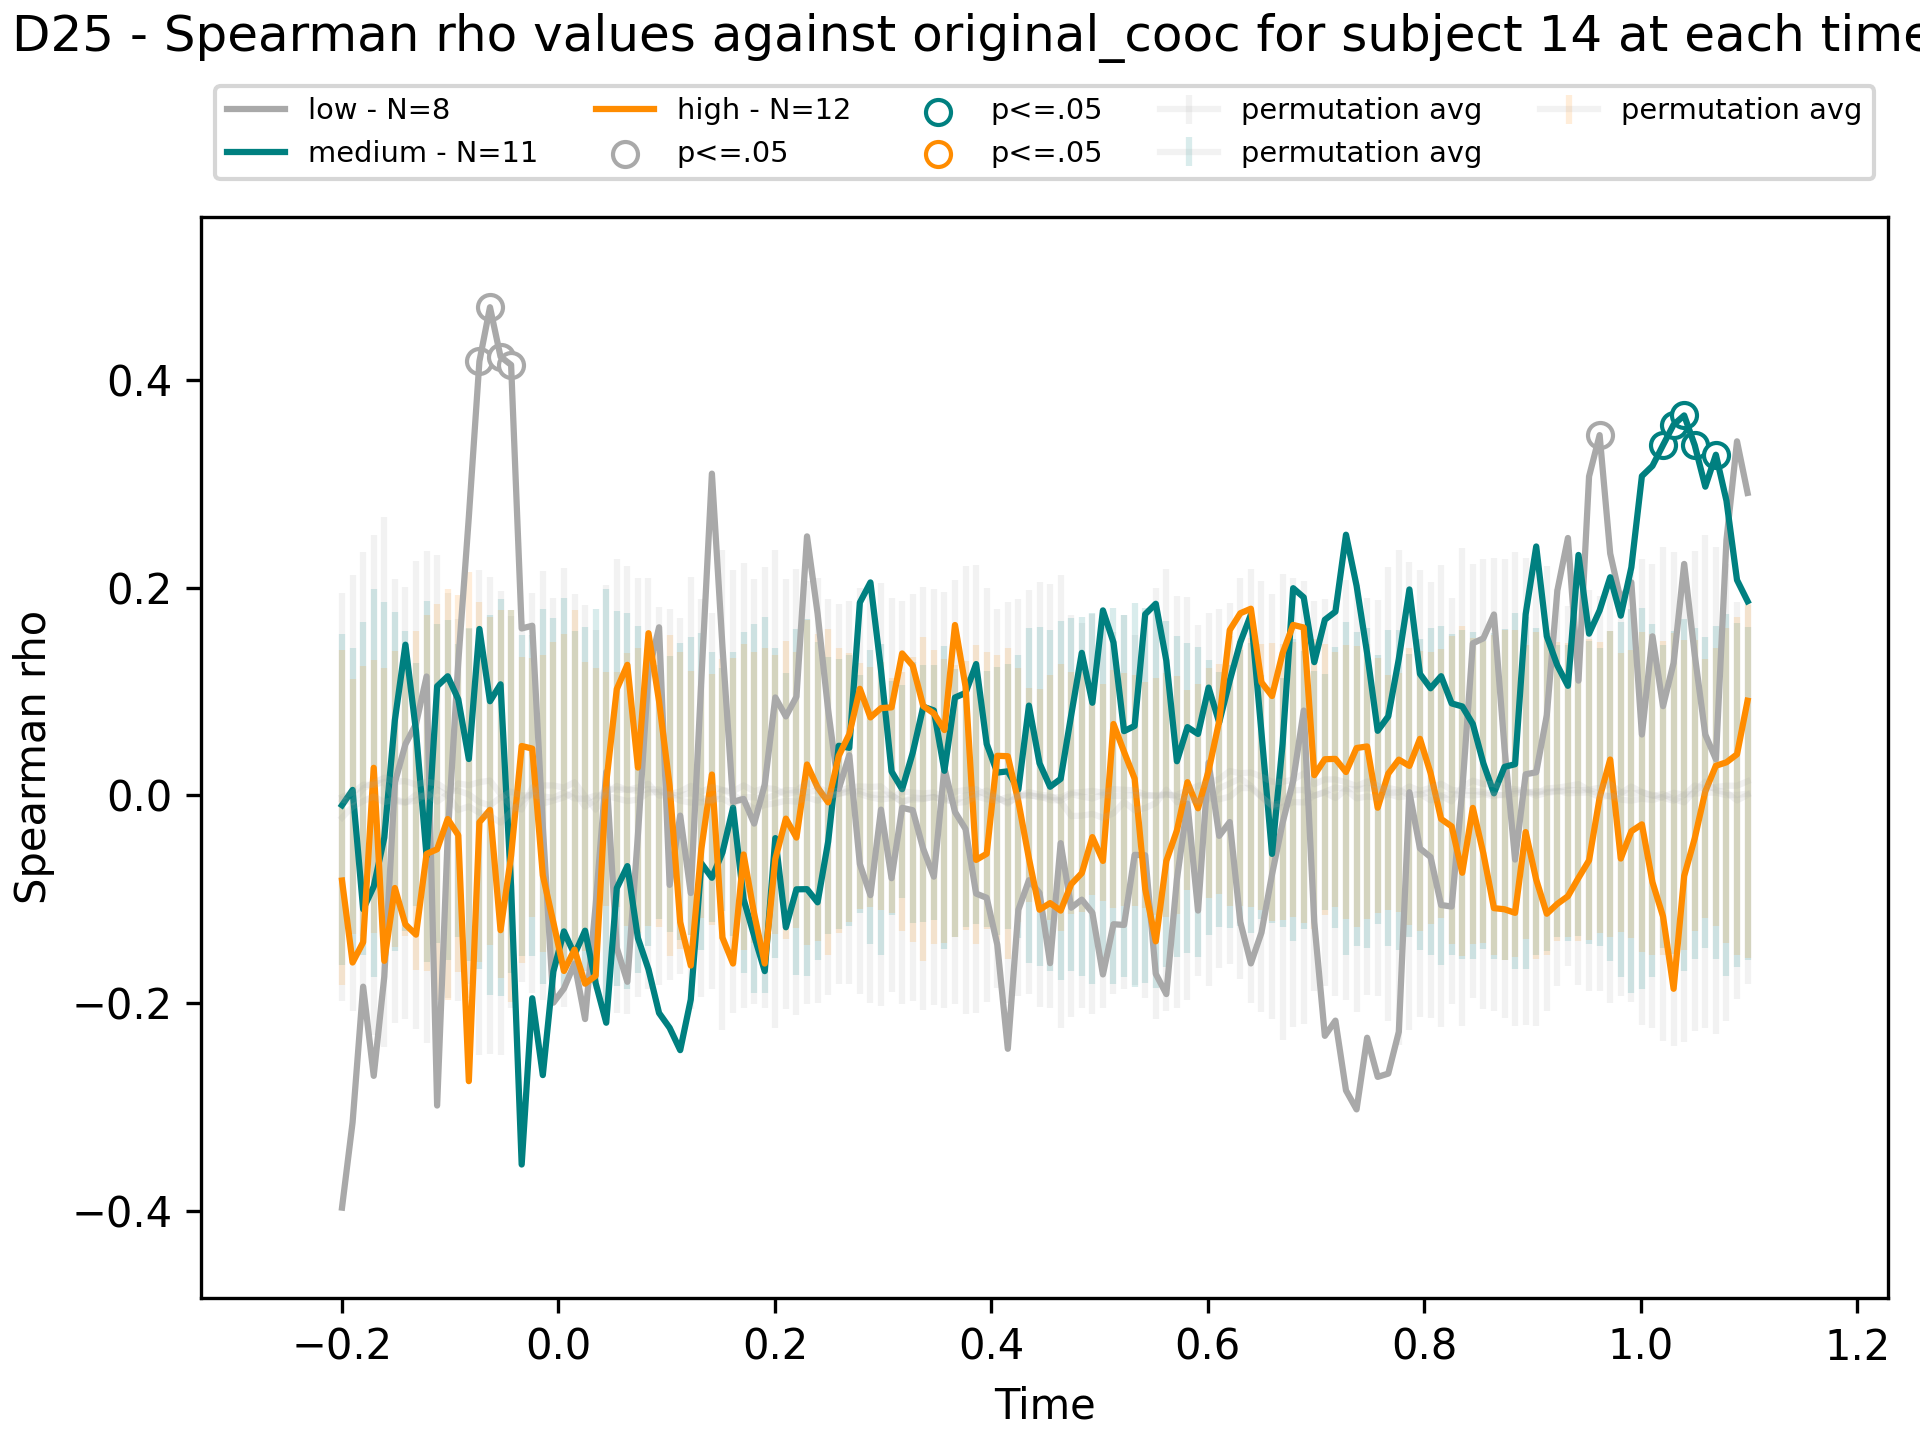 D25 - Spearman rho values against original_cooc for subject 14 at each time
low - N=8
medium - N=11
high - N=12
p<=.05
p<=.05
p<=.05
permutation avg
permutation avg
permutation avg
Spearman rho
0.4
0.2
0.0
−0.2
−0.4
−0.2 0.0 0.2 0.4 0.6 0.8 1.0 1.2
Time